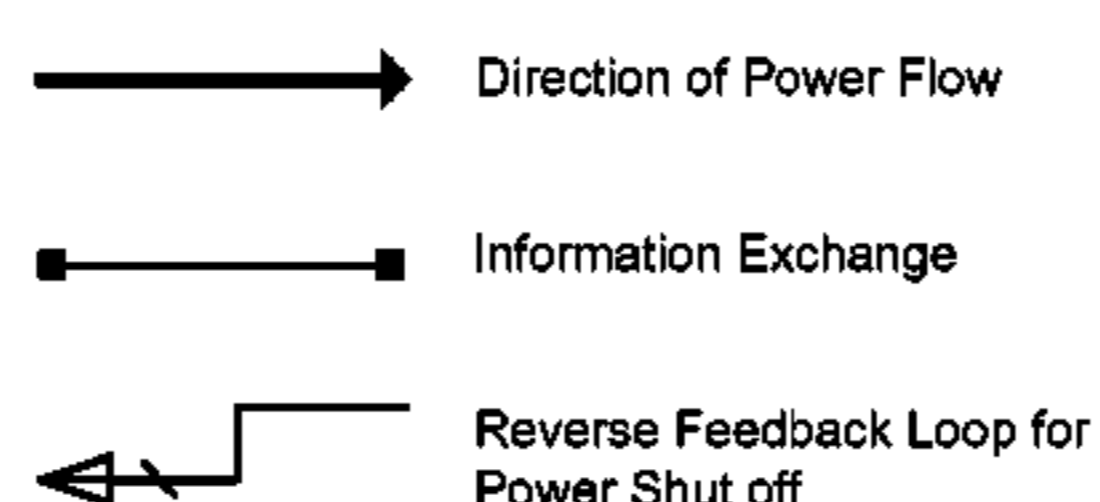 Direction of Power Flow
Information Exchange
Reverse Feedback Loop for
Power Shut off